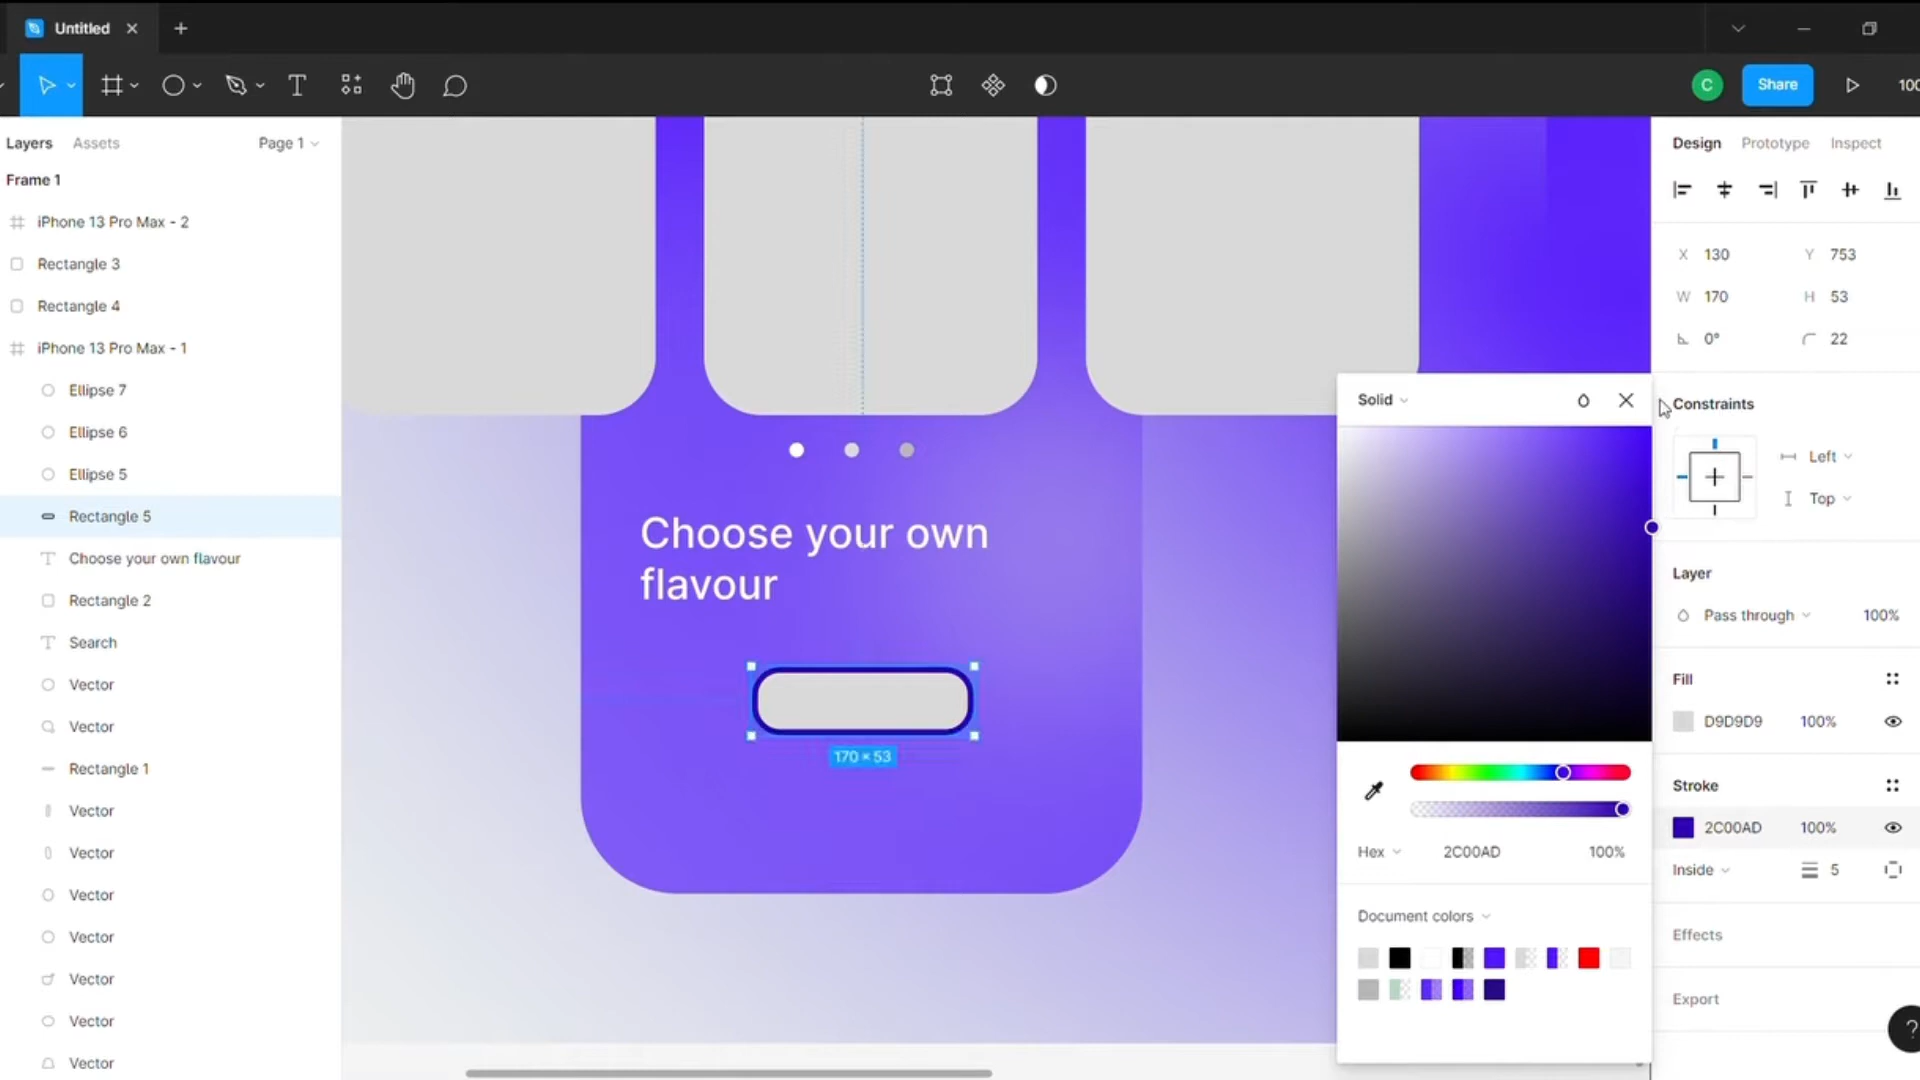 Untitled
C
Share
100
Layers
Assets
Page 1
Frame 1
iPhone 13 Pro Max - 2
Rectangle 3
Rectangle 4
iPhone 13 Pro Max - 1
Ellipse 7
Ellipse 6
Ellipse 5
Rectangle 5
Choose your own flavour
Rectangle 2
Search
Vector
Vector
Rectangle 1
Vector
Vector
Vector
Vector
Vector
Vector
Vector
Choose your own
flavour
170 × 53
Solid
Hex
2C00AD
100%
Document colors
Design
Prototype
Inspect
X 130
Y 753
W 170
H 53
0°
22
Constraints
Left
Top
Layer
Pass through
100%
Fill
D9D9D9
100%
Stroke
2C00AD
100%
Inside
5
Effects
Export
?